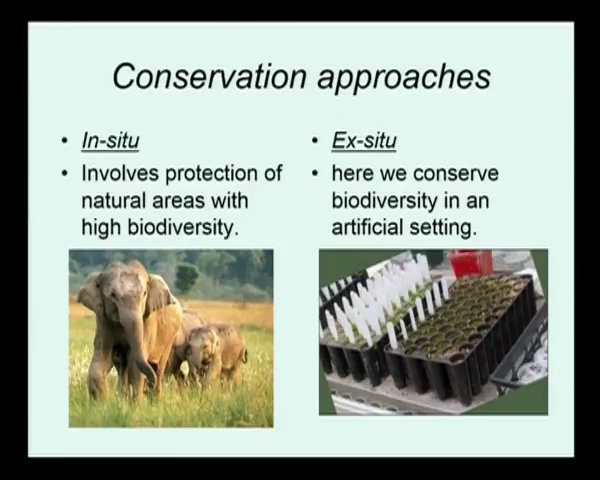 Conservation approaches
• In-situ
• Involves protection of
natural areas with
high biodiversity.
• Ex-situ
• here we conserve
biodiversity in an
artificial setting.